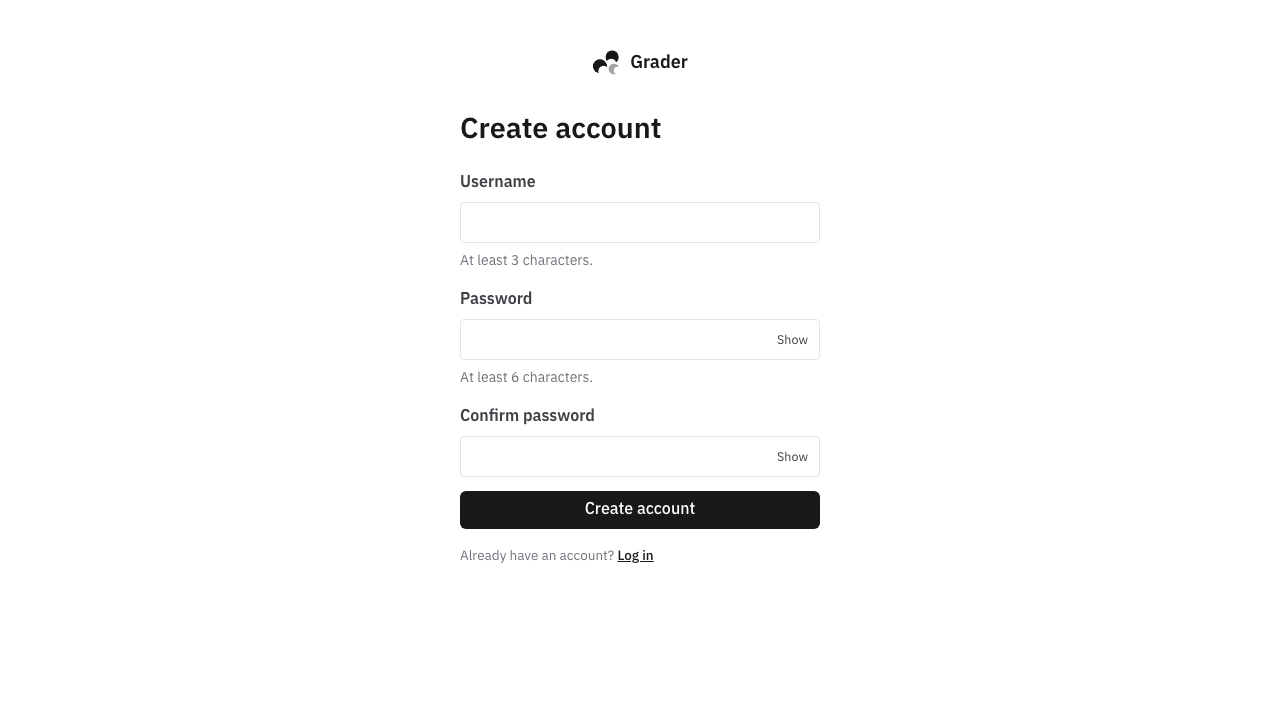 Grader
Create account
Username
At least 3 characters.
Password
Show
At least 6 characters.
Confirm password
Show
Create account
Already have an account? Log in